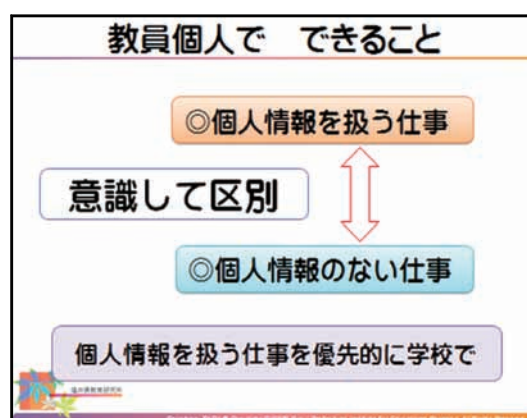 教員個人で できること
◎個人情報を扱う仕事
意識して区別
◎個人情報のない仕事
個人情報を扱う仕事を優先的に学校で